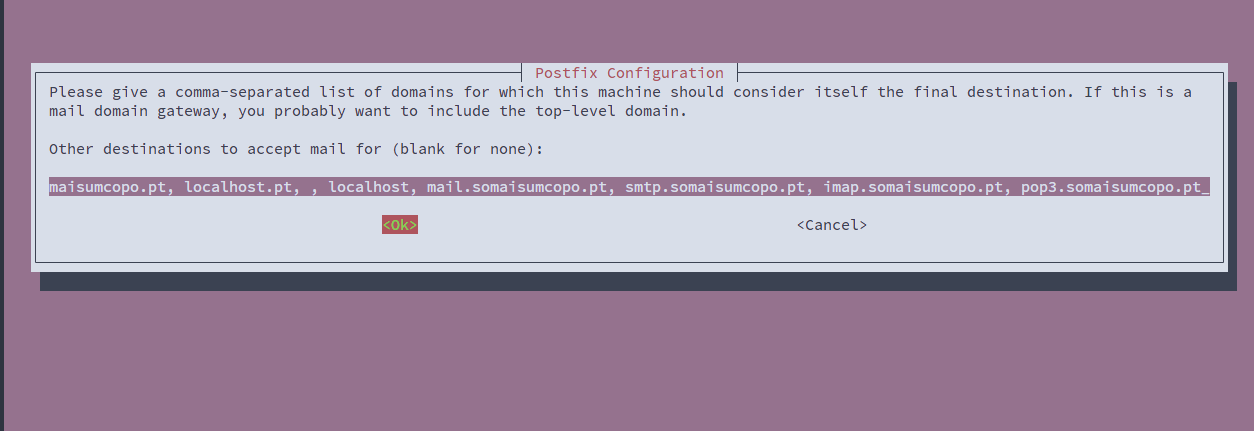 Postfix Configuration
Please give a comma-separated list of domains for which this machine should consider itself the final destination. If this is a
mail domain gateway, you probably want to include the top-level domain.
Other destinations to accept mail for (blank for none):
maisumcopo.pt, localhost.pt, , localhost, mail.somaisumcopo.pt, smtp.somaisumcopo.pt, imap.somaisumcopo.pt, pop3.somaisumcopo.pt_
<Ok> <Cancel>